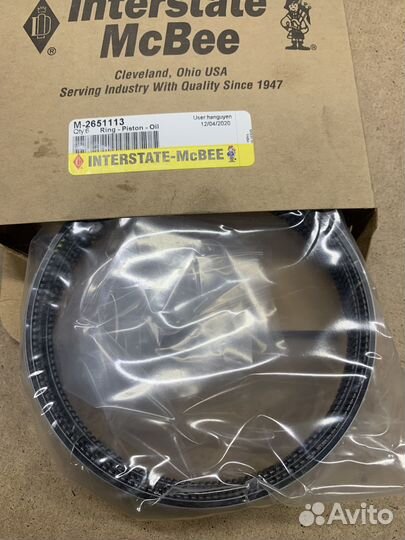 Interstate
McBee
Cleveland, Ohio USA
Serving Industry With Quality Since 1947
M-2651113
Qty 6 Ring - Piston - Oil
User:hanguyen
12/04/2020
INTERSTATE-McBEE
Avito